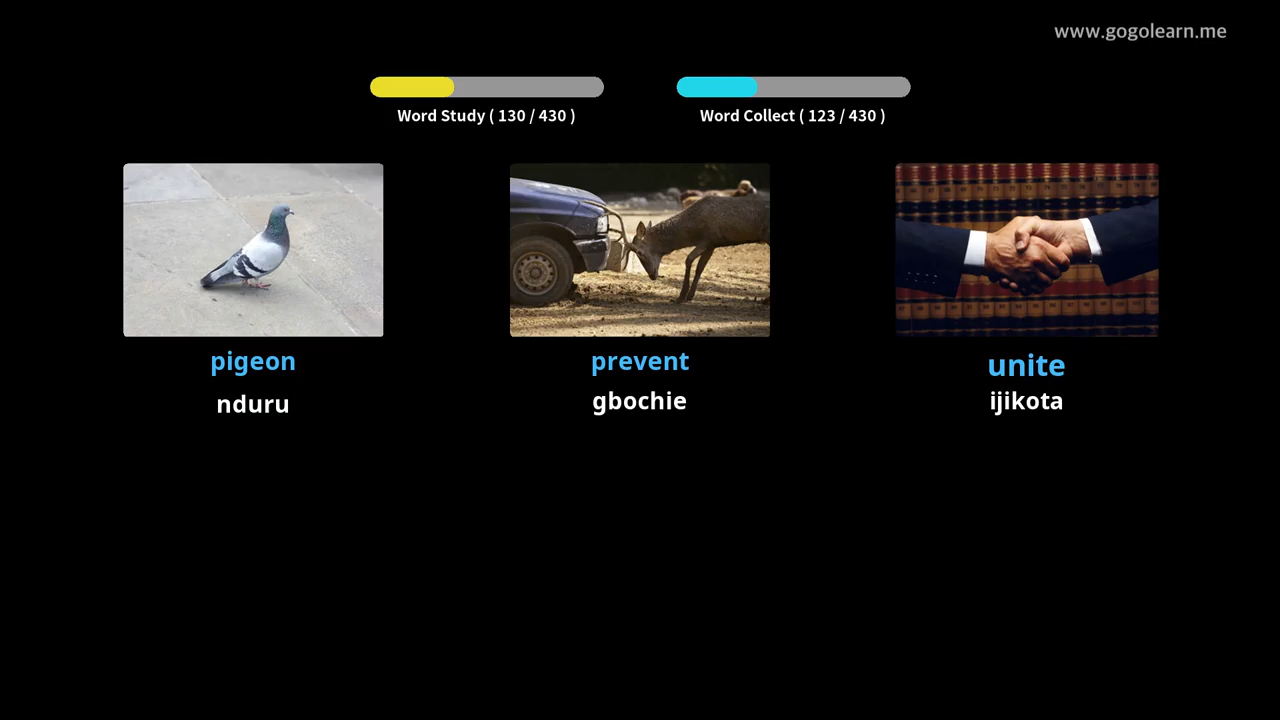 www.gogolearn.me
Word Study ( 130 / 430 )
Word Collect ( 123 / 430 )
pigeon
nduru
prevent
gbochie
unite
ijikota